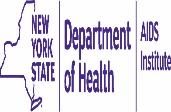 NEW
YORK
STATE
Department
of Health
AIDS
Institute